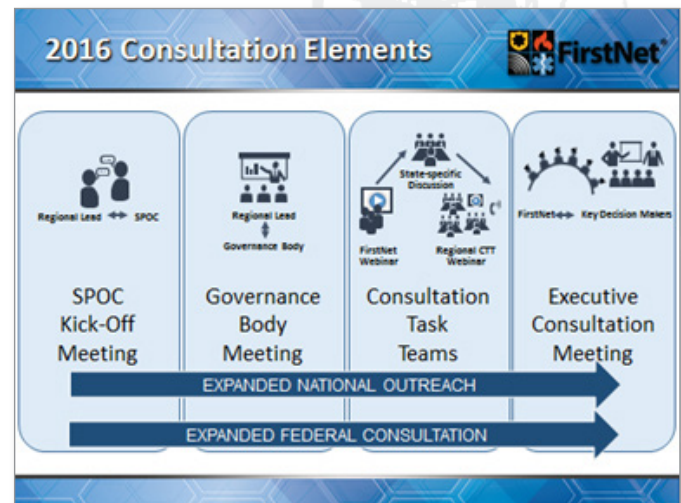 2016 Consultation Elements
FirstNet
Regional Lead SPOC
SPOC
Kick-Off
Meeting
Regional Lead
Governance Body
Governance
Body
Meeting
State-specific
Discussion
FirstNet
Webinar
Regional CTT
Webinar
Consultation
Task
Teams
FirstNet Key Decision Makers
Executive
Consultation
Meeting
EXPANDED NATIONAL OUTREACH
EXPANDED FEDERAL CONSULTATION